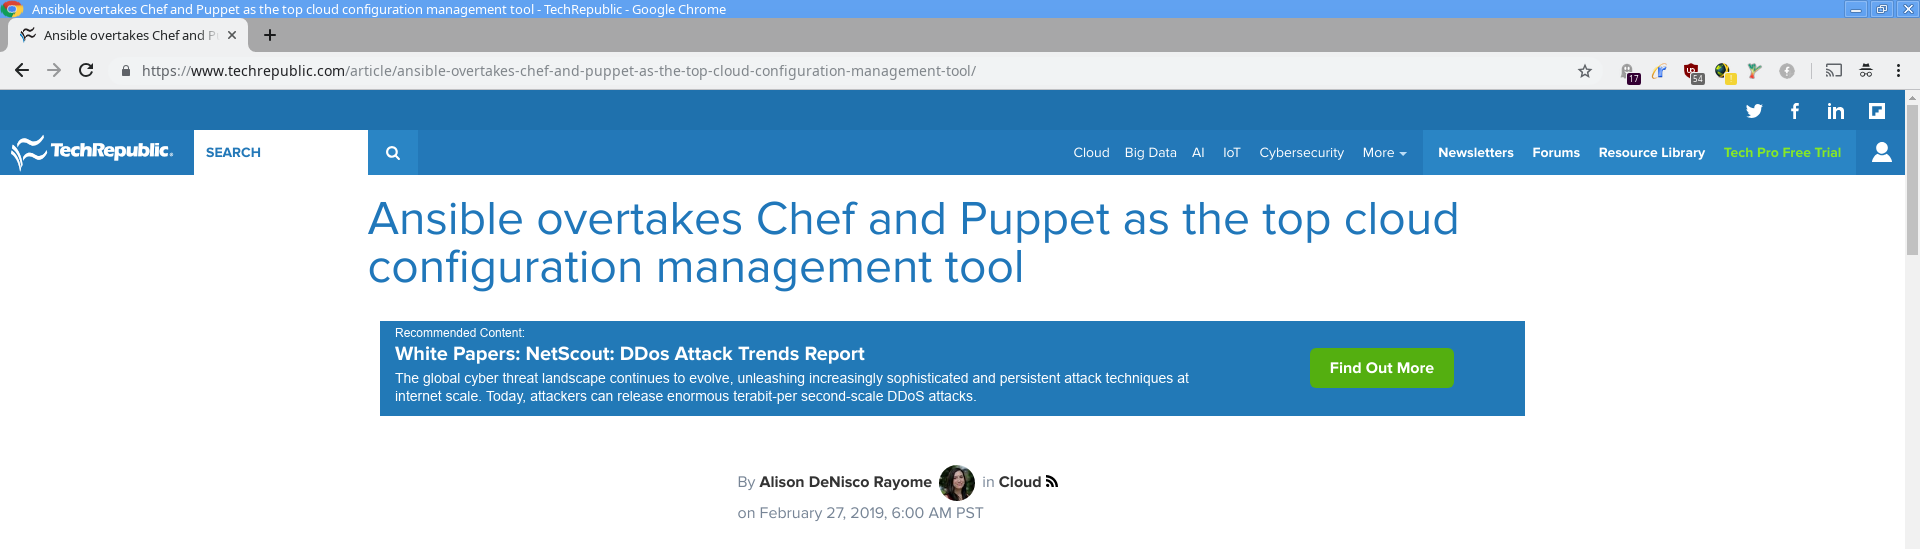 Ansible overtakes Chef and Puppet as the top cloud configuration management tool - TechRepublic - Google Chrome
Ansible overtakes Chef and P
https://www.techrepublic.com/article/ansible-overtakes-chef-and-puppet-as-the-top-cloud-configuration-management-tool/
17
54
TechRepublic.
SEARCH
Cloud Big Data AI IoT Cybersecurity More Newsletters Forums Resource Library Tech Pro Free Trial
Ansible overtakes Chef and Puppet as the top cloud
configuration management tool
Recommended Content:
White Papers: NetScout: DDos Attack Trends Report
The global cyber threat landscape continues to evolve, unleashing increasingly sophisticated and persistent attack techniques at
internet scale. Today, attackers can release enormous terabit-per second-scale DDoS attacks.
Find Out More
By Alison DeNisco Rayome in Cloud
on February 27, 2019, 6:00 AM PST